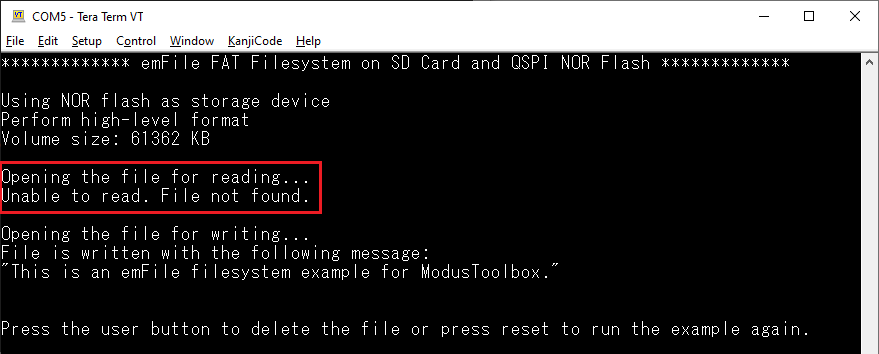 COM5 - Tera Term VT
File Edit Setup Control Window KanjiCode Help
************* emFile FAT Filesystem on SD Card and QSPI NOR Flash *************
Using NOR flash as storage device
Perform high-level format
Volume size: 61362 KB
Opening the file for reading...
Unable to read. File not found.
Opening the file for writing...
File is written with the following message:
"This is an emFile filesystem example for ModusToolbox."
Press the user button to delete the file or press reset to run the example again.